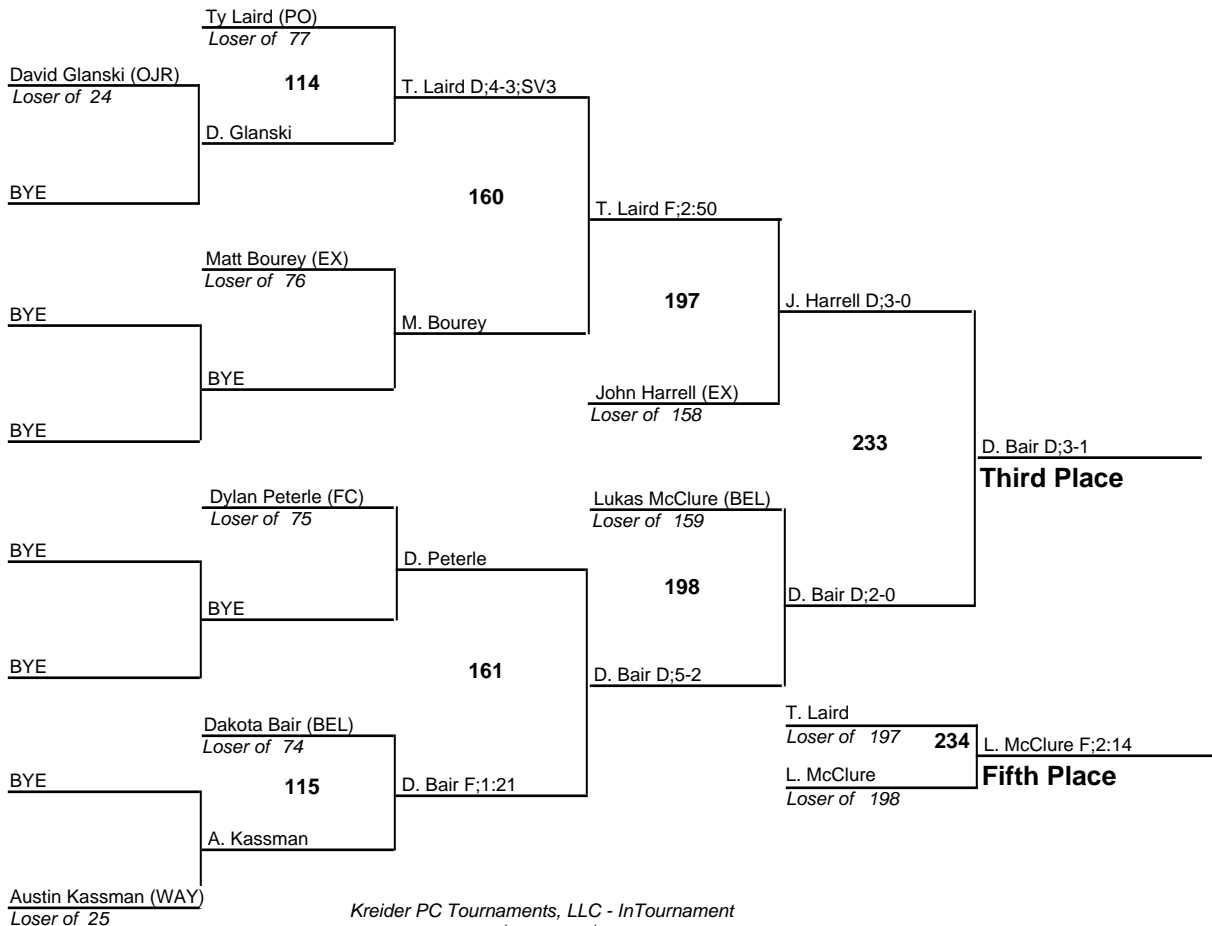 Ty Laird (PO)
Loser of 77
David Glanski (OJR)
Loser of 24
114
T. Laird D;4-3;SV3
D. Glanski
BYE
160
T. Laird F;2:50
Matt Bourey (EX)
Loser of 76
BYE
197
J. Harrell D;3-0
M. Bourey
BYE
John Harrell (EX)
Loser of 158
BYE
233
D. Bair D;3-1
Third Place
Dylan Peterle (FC)
Loser of 75
Lukas McClure (BEL)
Loser of 159
BYE
D. Peterle
198
D. Bair D;2-0
BYE
BYE
161
D. Bair D;5-2
Dakota Bair (BEL)
Loser of 74
T. Laird
Loser of 197
234
L. McClure F;2:14
BYE
115
D. Bair F;1:21
L. McClure
Loser of 198
Fifth Place
A. Kassman
Austin Kassman (WAY)
Loser of 25
Kreider PC Tournaments, LLC - InTournament